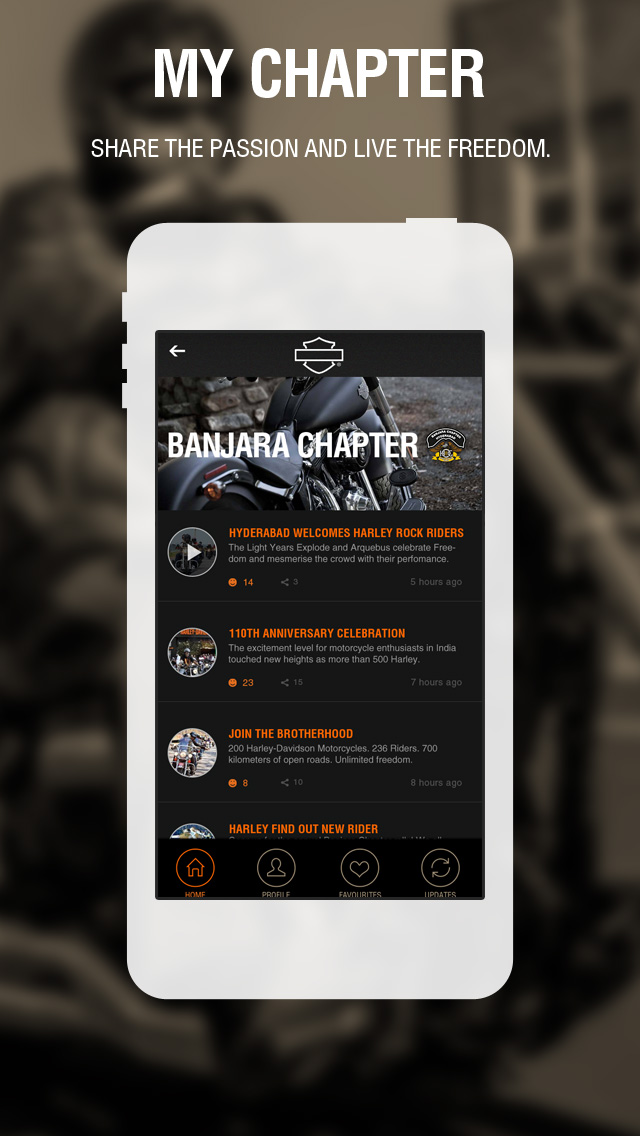 MY CHAPTER
SHARE THE PASSION AND LIVE THE FREEDOM.
BANJARA CHAPTER
BANJARA CHAPTER
HYDERABAD WELCOMES HARLEY ROCK RIDERS
The Light Years Explode and Arquebus celebrate Free-
dom and mesmerise the crowd with their perfomance.
14 3 5 hours ago
110TH ANNIVERSARY CELEBRATION
The excitement level for motorcycle enthusiasts in India
touched new heights as more than 500 Harley.
23 15 7 hours ago
JOIN THE BROTHERHOOD
200 Harley-Davidson Motorcycles. 236 Riders. 700
kilometers of open roads. Unlimited freedom.
8 10 8 hours ago
HARLEY FIND OUT NEW RIDER
HOME PROFILE FAVOURITES UPDATES